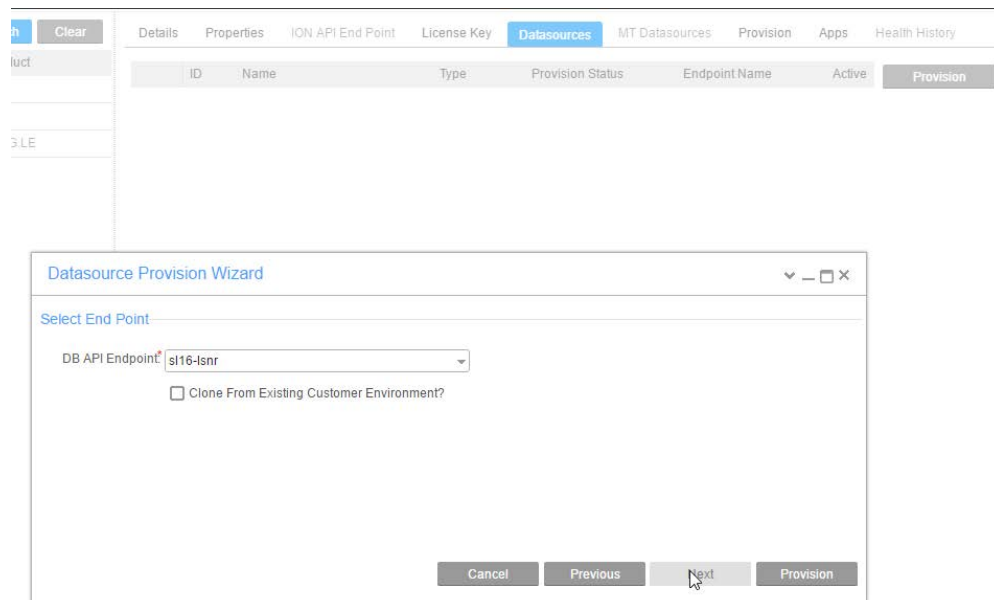 Clear
Details Properties ION API End Point License Key Datasources MT Datasources Provision Apps Health History
ID Name Type Provision Status Endpoint Name Active Provision
Datasource Provision Wizard
Select End Point
DB API Endpoint:* sl16-lsnr
Clone From Existing Customer Environment?
Cancel Previous Next Provision